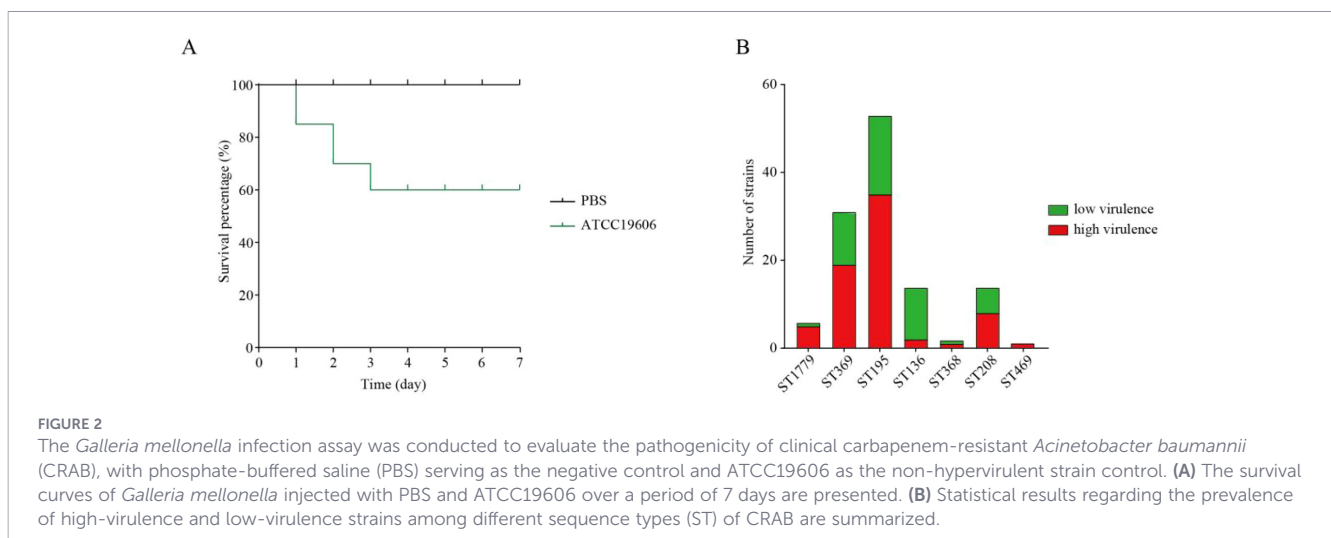 A
100
80
60
40
20
0
Survival percentage (%)
0 1 2 3 4 5 6 7
Time (day)
PBS
ATCC19606
B
60
40
20
0
Number of strains
ST1779 ST369 ST195 ST136 ST368 ST208 ST469
low virulence
high virulence
FIGURE 2
The Galleria mellonella infection assay was conducted to evaluate the pathogenicity of clinical carbapenem-resistant Acinetobacter baumannii
(CRAB), with phosphate-buffered saline (PBS) serving as the negative control and ATCC19606 as the non-hypervirulent strain control. (A) The survival
curves of Galleria mellonella injected with PBS and ATCC19606 over a period of 7 days are presented. (B) Statistical results regarding the prevalence
of high-virulence and low-virulence strains among different sequence types (ST) of CRAB are summarized.